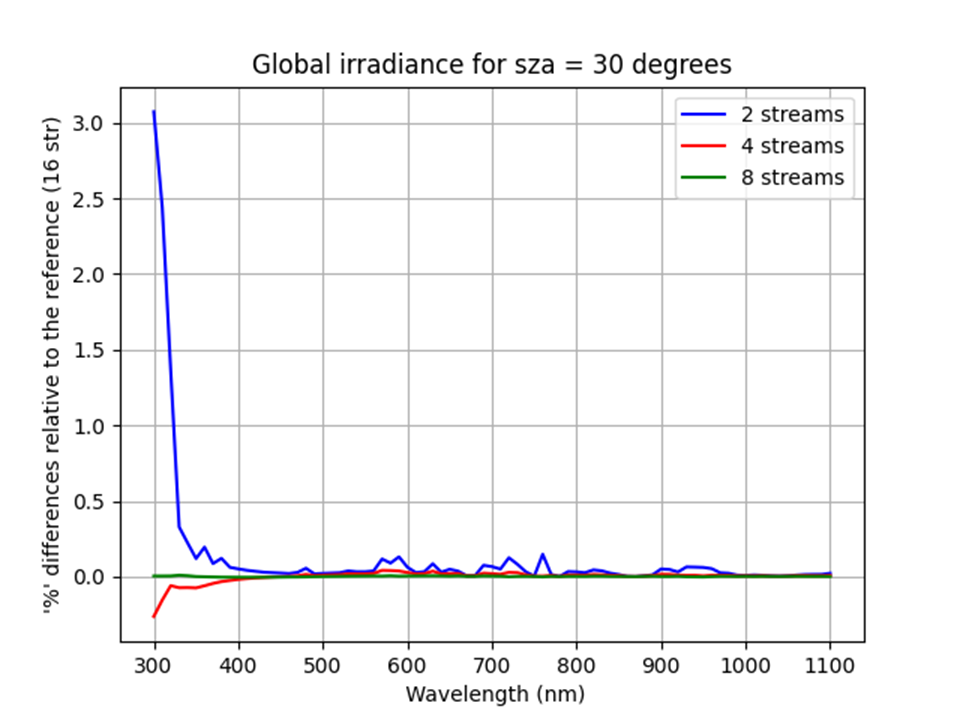 Global irradiance for sza = 30 degrees
'%' differences relative to the reference (16 str)
3.0
2.5
2.0
1.5
1.0
0.5
0.0
2 streams
4 streams
8 streams
300 400 500 600 700 800 900 1000 1100
Wavelength (nm)